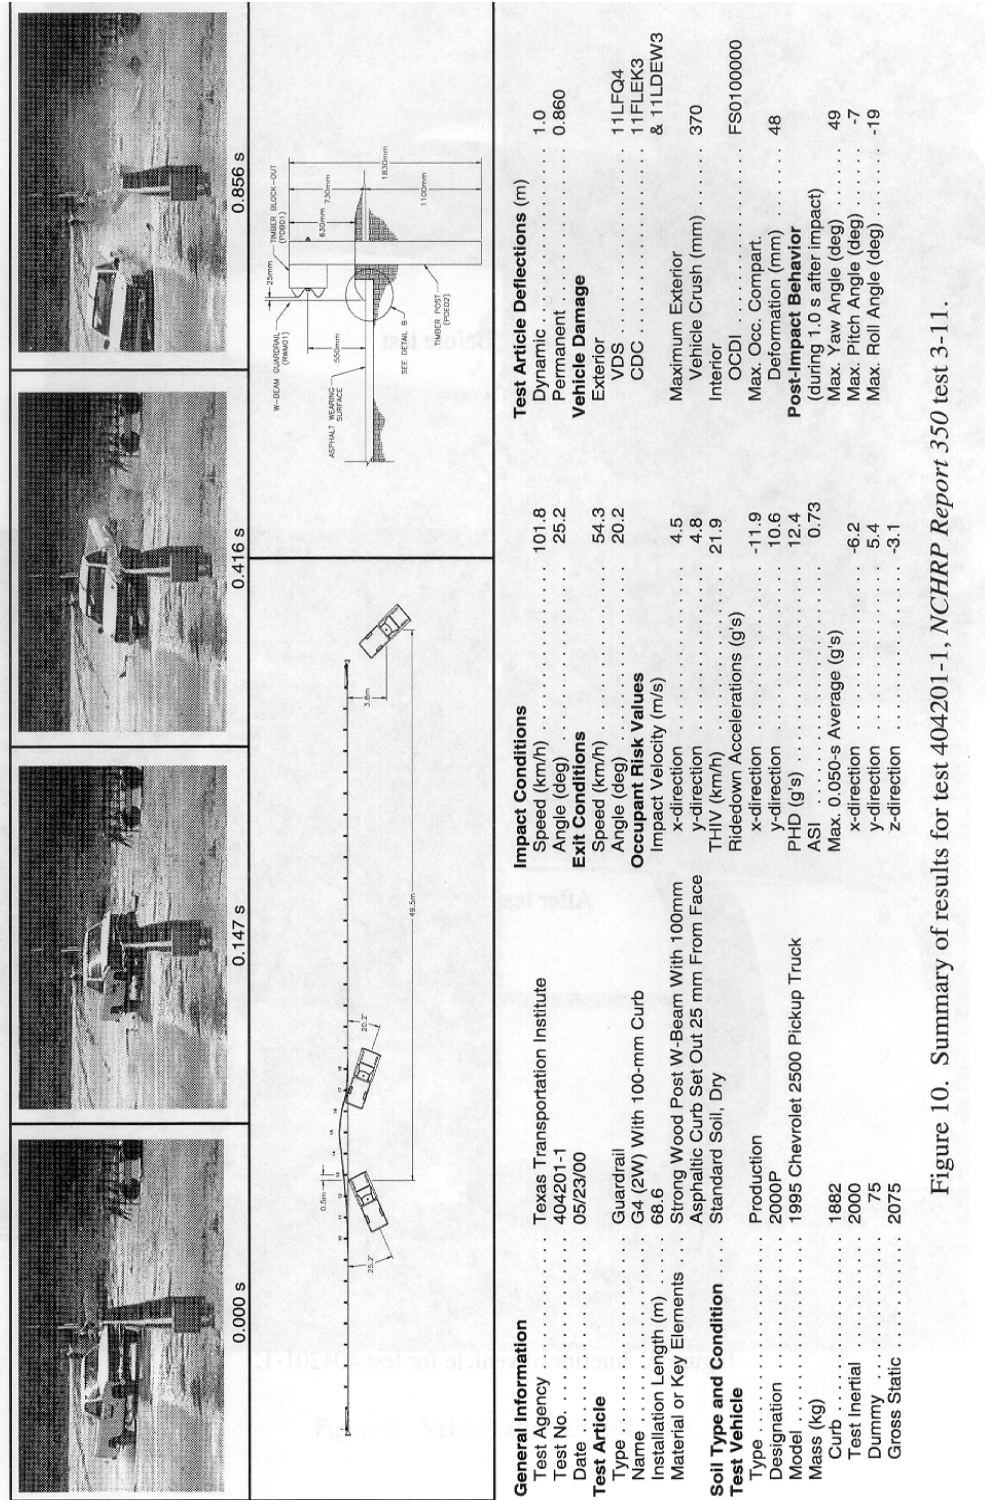 0.000 s
0.147 s
0.416 s
0.856 s
0.5m
25.2°
20.2°
49.5m
3.8m
W-BEAM GUARDRAIL
(RWM01)
25mm
TIMBER BLOCK-OUT
(PDB01)
ASPHALT WEARING
SURFACE
550mm
630mm
730mm
1830mm
1100mm
SEE DETAIL B
TIMBER POST
(PDE02)
General Information
Test Agency . . . Texas Transportation Institute
Test No. . . . 404201-1
Date . . . 05/23/00
Test Article
Type . . . Guardrail
Name . . . G4 (2W) With 100-mm Curb
Installation Length (m) . . . 68.6
Material or Key Elements . . . Strong Wood Post W-Beam With 100mm
Asphaltic Curb Set Out 25 mm From Face
Soil Type and Condition . . . Standard Soil, Dry
Test Vehicle
Type . . . Production
Designation . . . 2000P
Model . . . 1995 Chevrolet 2500 Pickup Truck
Mass (kg)
Curb . . . 1882
Test Inertial . . . 2000
Dummy . . . 75
Gross Static . . . 2075
Impact Conditions
Speed (km/h) . . . 101.8
Angle (deg) . . . 25.2
Exit Conditions
Speed (km/h) . . . 54.3
Angle (deg) . . . 20.2
Occupant Risk Values
Impact Velocity (m/s)
x-direction . . . 4.5
y-direction . . . 4.8
THIV (km/h) . . . 21.9
Ridedown Accelerations (g's)
x-direction . . . -11.9
y-direction . . . 10.6
PHD (g's) . . . 12.4
ASI . . . 0.73
Max. 0.050-s Average (g's)
x-direction . . . -6.2
y-direction . . . 5.4
z-direction . . . -3.1
Test Article Deflections (m)
Dynamic . . . 1.0
Permanent . . . 0.860
Vehicle Damage
Exterior
VDS . . . 11LFQ4
CDC . . . 11FLEK3
& 11LDEW3
Maximum Exterior
Vehicle Crush (mm) . . . 370
Interior
OCDI . . . FS0100000
Max. Occ. Compart.
Deformation (mm) . . . 48
Post-Impact Behavior
(during 1.0 s after impact)
Max. Yaw Angle (deg) . . . 49
Max. Pitch Angle (deg) . . . -7
Max. Roll Angle (deg) . . . -19
Figure 10. Summary of results for test 404201-1, NCHRP Report 350 test 3-11.